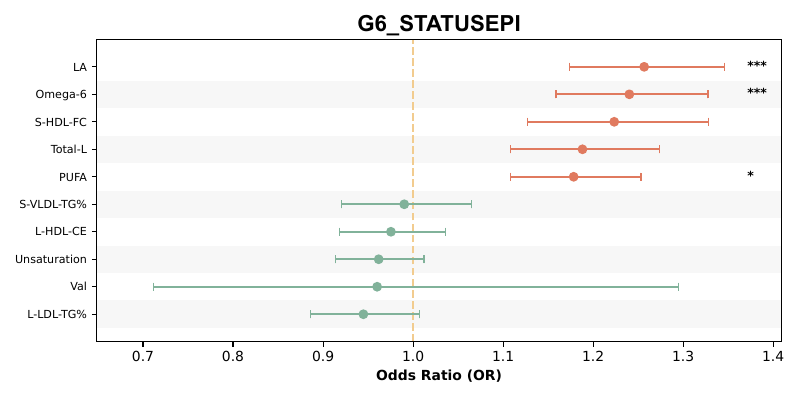 G6_STATUSEPI
LA ***
Omega-6 ***
S-HDL-FC
Total-L
PUFA *
S-VLDL-TG%
L-HDL-CE
Unsaturation
Val
L-LDL-TG%
0.7 0.8 0.9 1.0 1.1 1.2 1.3 1.4
Odds Ratio (OR)